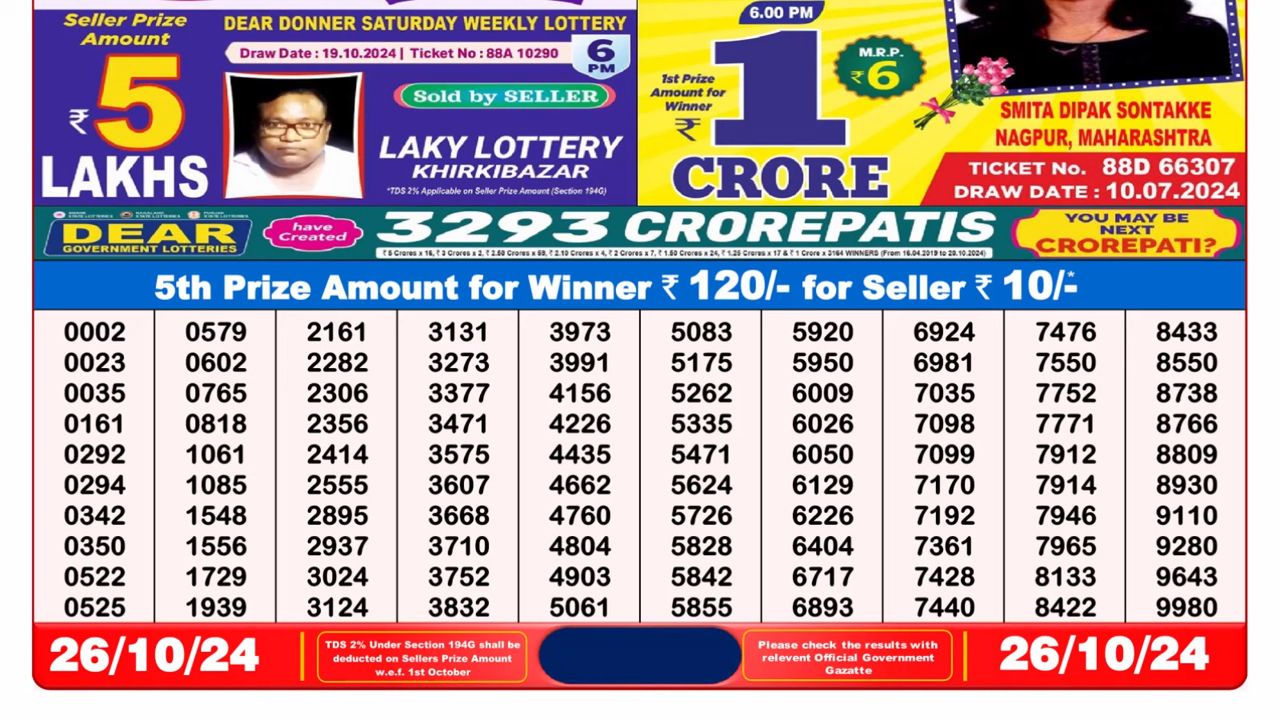 Seller Prize
Amount
₹ 5
LAKHS
DEAR DONNER SATURDAY WEEKLY LOTTERY
Draw Date : 19.10.2024 | Ticket No : 88A 10290
6
PM
Sold by SELLER
LAKY LOTTERY
KHIRKIBAZAR
*TDS 2% Applicable on Seller Prize Amount (Section 194G)
6.00 PM
1st Prize
Amount for
Winner
₹ 1
CRORE
M.R.P.
₹6
SMITA DIPAK SONTAKKE
NAGPUR, MAHARASHTRA
TICKET No. 88D 66307
DRAW DATE : 10.07.2024
DEAR
GOVERNMENT LOTTERIES
have
Created
3293 CROREPATIS
YOU MAY BE
NEXT
CROREPATI?
5th Prize Amount for Winner ₹ 120/- for Seller ₹ 10/-*
0002 0579 2161 3131 3973 5083 5920 6924 7476 8433
0023 0602 2282 3273 3991 5175 5950 6981 7550 8550
0035 0765 2306 3377 4156 5262 6009 7035 7752 8738
0161 0818 2356 3471 4226 5335 6026 7098 7771 8766
0292 1061 2414 3575 4435 5471 6050 7099 7912 8809
0294 1085 2555 3607 4662 5624 6129 7170 7914 8930
0342 1548 2895 3668 4760 5726 6226 7192 7946 9110
0350 1556 2937 3710 4804 5828 6404 7361 7965 9280
0522 1729 3024 3752 4903 5842 6717 7428 8133 9643
0525 1939 3124 3832 5061 5855 6893 7440 8422 9980
26/10/24
TDS 2% Under Section 194G shall be
deducted on Sellers Prize Amount
w.e.f. 1st October
Please check the results with
relevent Official Government
Gazatte
26/10/24